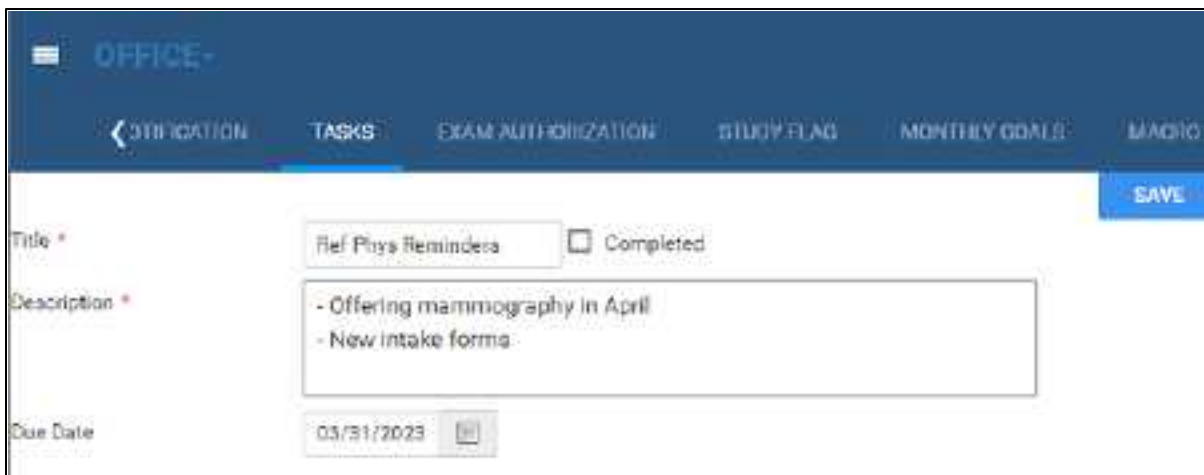 OFFICE-
OTIFICATION TASKS EXAM AUTHORIZATION STUDY FLAG MONTHLY GOALS MACRO
SAVE
Title * Ref Phys Reminders Completed
Description * - Offering mammography in April
- New intake forms
Due Date 03/31/2023